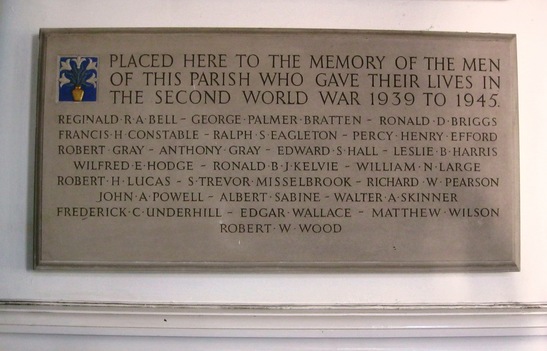 PLACED HERE TO THE MEMORY OF THE MEN
OF THIS PARISH WHO GAVE THEIR LIVES IN
THE SECOND WORLD WAR 1939 TO 1945.
REGINALD·R·A·BELL – GEORGE·PALMER·BRATTEN – RONALD·D·BRIGGS
FRANCIS·H·CONSTABLE – RALPH·S·EAGLETON – PERCY·HENRY·EFFORD
ROBERT·GRAY – ANTHONY·GRAY – EDWARD·S·HALL – LESLIE·B·HARRIS
WILFRED·E·HODGE – RONALD·B·J·KELVIE – WILLIAM·N·LARGE
ROBERT·H·LUCAS – S·TREVOR·MISSELBROOK – RICHARD·W·PEARSON
JOHN·A·POWELL – ALBERT·SABINE – WALTER·A·SKINNER
FREDERICK·C·UNDERHILL – EDGAR·WALLACE – MATTHEW·WILSON
ROBERT·W·WOOD